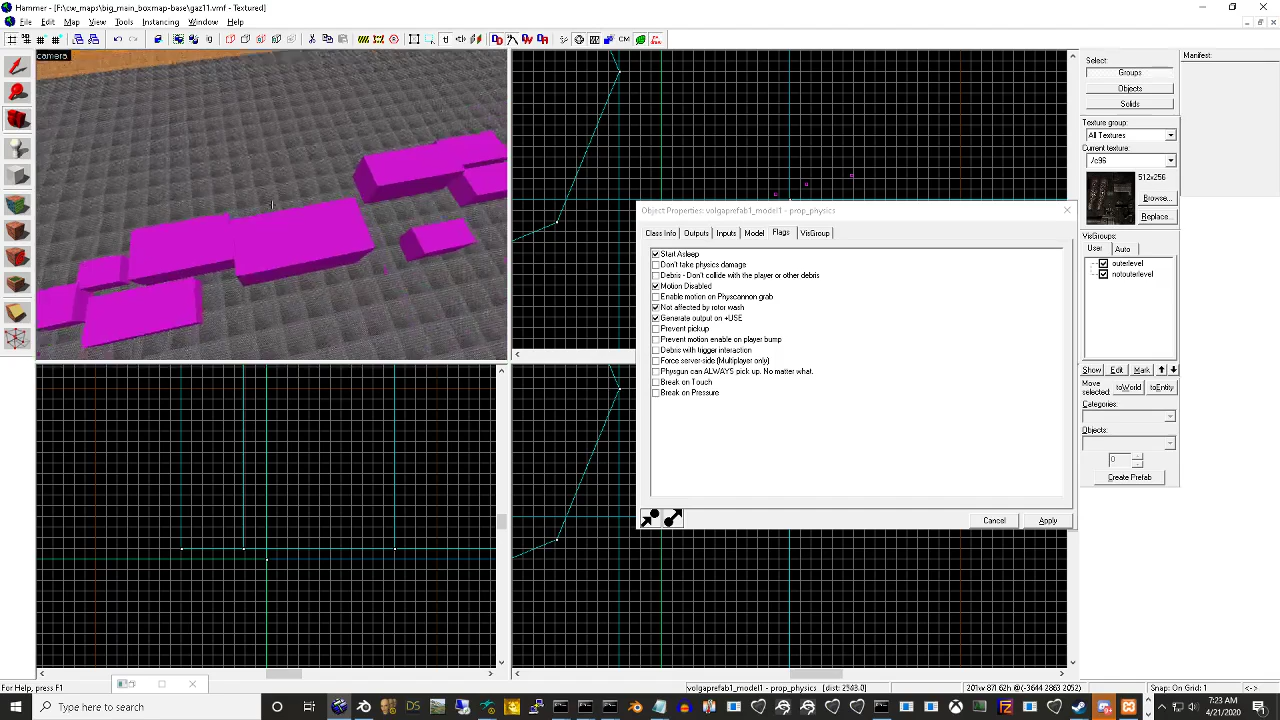 Hammer - [F:\cw_maps\big_main_boxmap-base\gaz11.vmf - Textured]
File Edit Map View Tools Instancing Window Help
CM
camera
Select:
Groups
Objects
Solids
Manifest:
Texture group:
All Textures
Current texture:
512x256
Browse...
Replace...
VisGroups:
User Auto
outerlevel
notouterlevel
Show Edit Mark
Move selected: toWorld toEntity
Categories:
Objects:
0
Create Prefab
Object Properties: volgaprefab1_model1 - prop_physics
Class Info Outputs Inputs Model Flags VisGroup
Start Asleep
Don't take physics damage
Debris - Don't collide with the player or other debris
Motion Disabled
Enable motion on Physcannon grab
Not affected by rotor wash
Generate output on +USE
Prevent pickup
Prevent motion enable on player bump
Debris with trigger interaction
Force server-side (Multiplayer only)
Physgun can ALWAYS pick up. No matter what.
Break on Touch
Break on Pressure
Cancel Apply
For Help, press F1
volgaprefab1_model1 - prop_physics
Snap: On Grid: 1
Type here to search
7:23 AM
4/21/2020